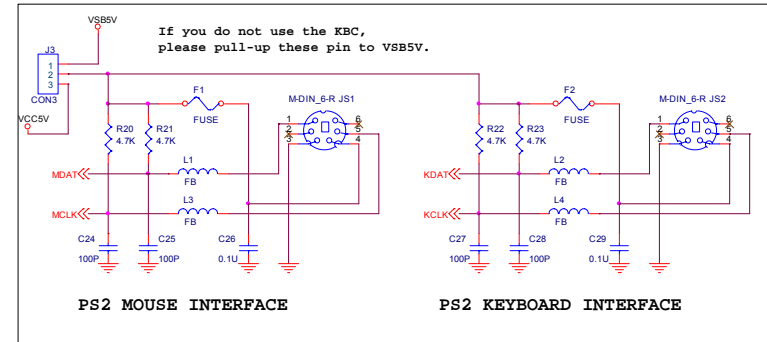 VSB5V
If you do not use the KBC,
please pull-up these pin to VSB5V.
J3
1
2
3
CON3
VCC5V
F1
FUSE
M-DIN_6-R JS1
1
2
3
6
5
4
R20
4.7K
R21
4.7K
L1
FB
MDAT
L3
FB
MCLK
C24
100P
C25
100P
C26
0.1U
PS2 MOUSE INTERFACE
F2
FUSE
M-DIN_6-R JS2
1
2
3
6
5
4
R22
4.7K
R23
4.7K
L2
FB
KDAT
L4
FB
KCLK
C27
100P
C28
100P
C29
0.1U
PS2 KEYBOARD INTERFACE